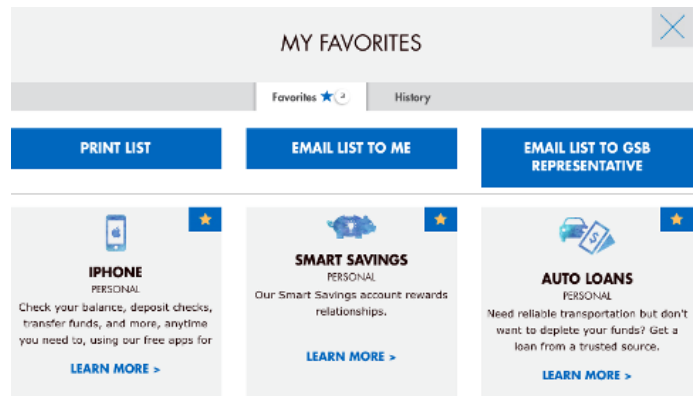 MY FAVORITES
Favorites
History
PRINT LIST
EMAIL LIST TO ME
EMAIL LIST TO GSB
REPRESENTATIVE
IPHONE
PERSONAL
Check your balance, deposit checks,
transfer funds, and more, anytime
you need to, using our free apps for
LEARN MORE >
SMART SAVINGS
PERSONAL
Our Smart Savings account rewards
relationships.
LEARN MORE >
AUTO LOANS
PERSONAL
Need reliable transportation but don't
want to deplete your funds? Get a
loan from a trusted source.
LEARN MORE >